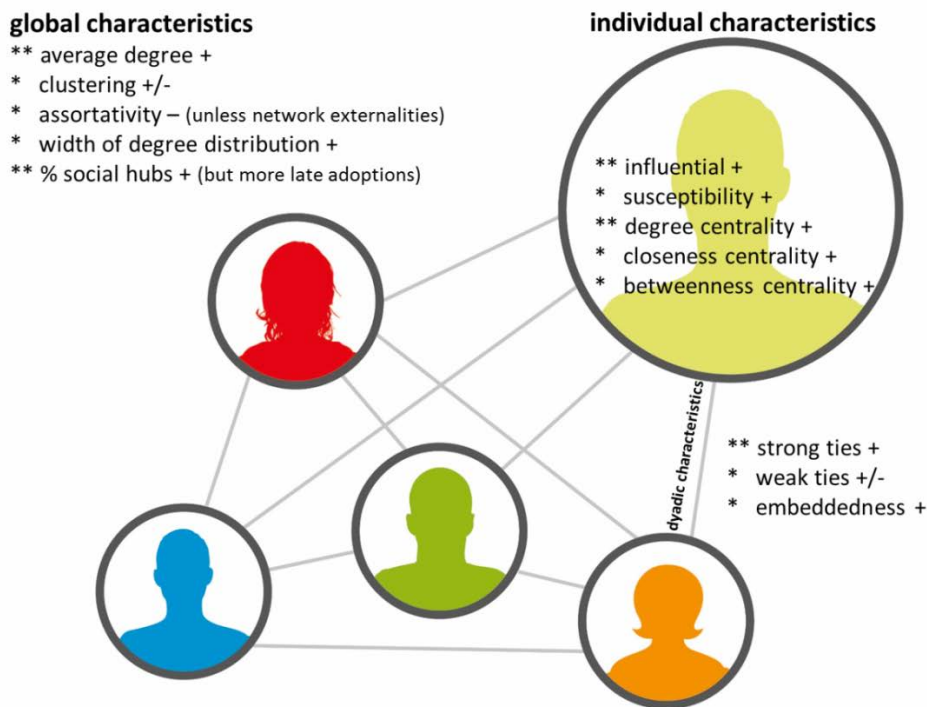 global characteristics
** average degree +
* clustering +/-
* assortativity – (unless network externalities)
* width of degree distribution +
** % social hubs + (but more late adoptions)
individual characteristics
** influential +
* susceptibility +
** degree centrality +
* closeness centrality +
* betweenness centrality +
dyadic characteristics
** strong ties +
* weak ties +/-
* embeddedness +